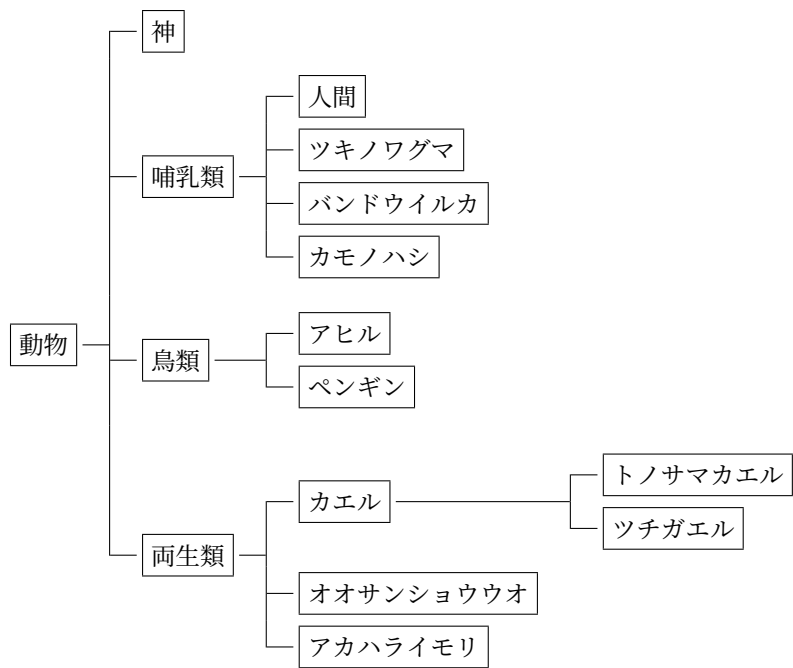 動物
神
哺乳類
人間
ツキノワグマ
バンドウイルカ
カモノハシ
鳥類
アヒル
ペンギン
両生類
カエル
トノサマカエル
ツチガエル
オオサンショウウオ
アカハライモリ